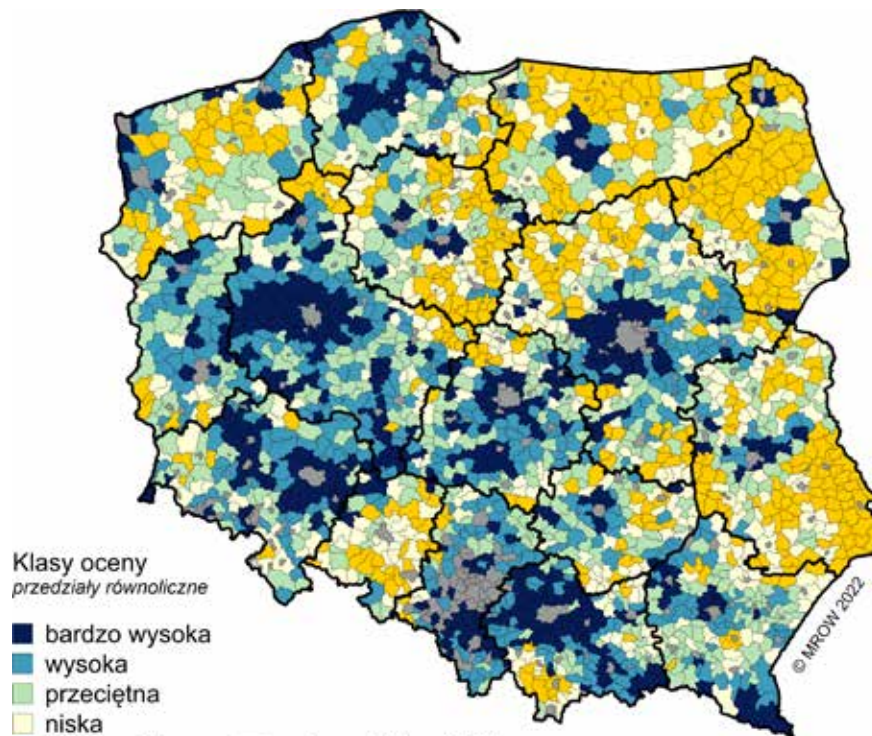 Klasy oceny
przedziały równoliczne
bardzo wysoka
wysoka
przeciętna
niska
© MROW 2022